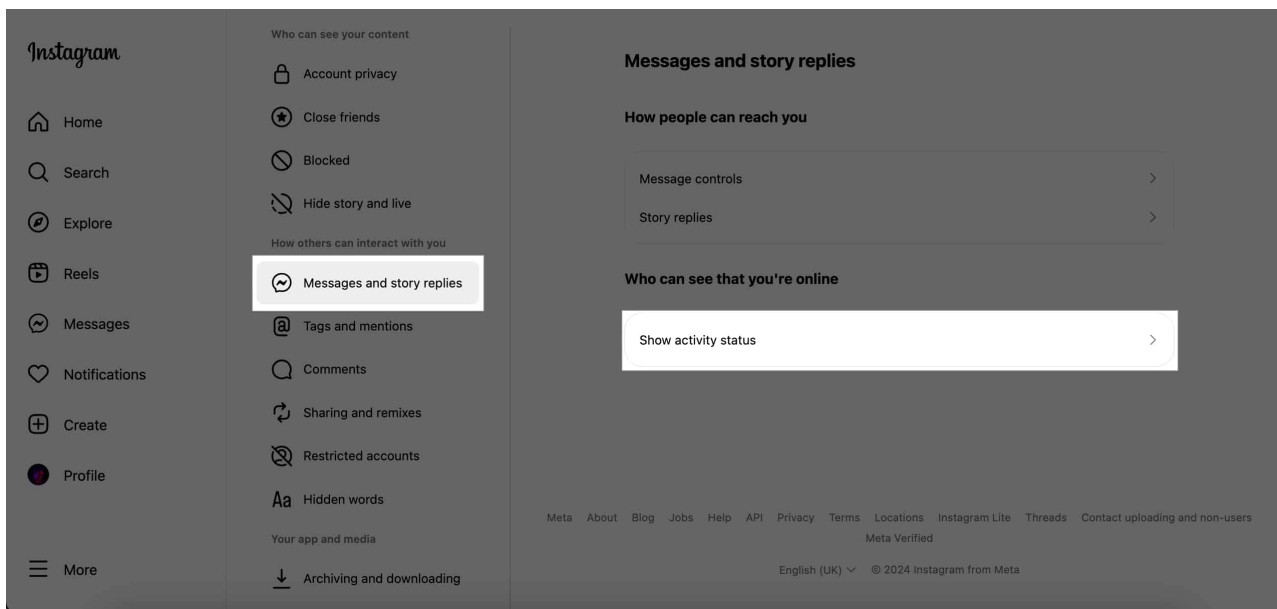 Instagram
Home
Search
Explore
Reels
Messages
Notifications
Create
Profile
More
Who can see your content
Account privacy
Close friends
Blocked
Hide story and live
How others can interact with you
Messages and story replies
Tags and mentions
Comments
Sharing and remixes
Restricted accounts
Aa Hidden words
Your app and media
Archiving and downloading
Messages and story replies
How people can reach you
Message controls
Story replies
Who can see that you're online
Show activity status
Meta About Blog Jobs Help API Privacy Terms Locations Instagram Lite Threads Contact uploading and non-users
Meta Verified
English (UK) © 2024 Instagram from Meta